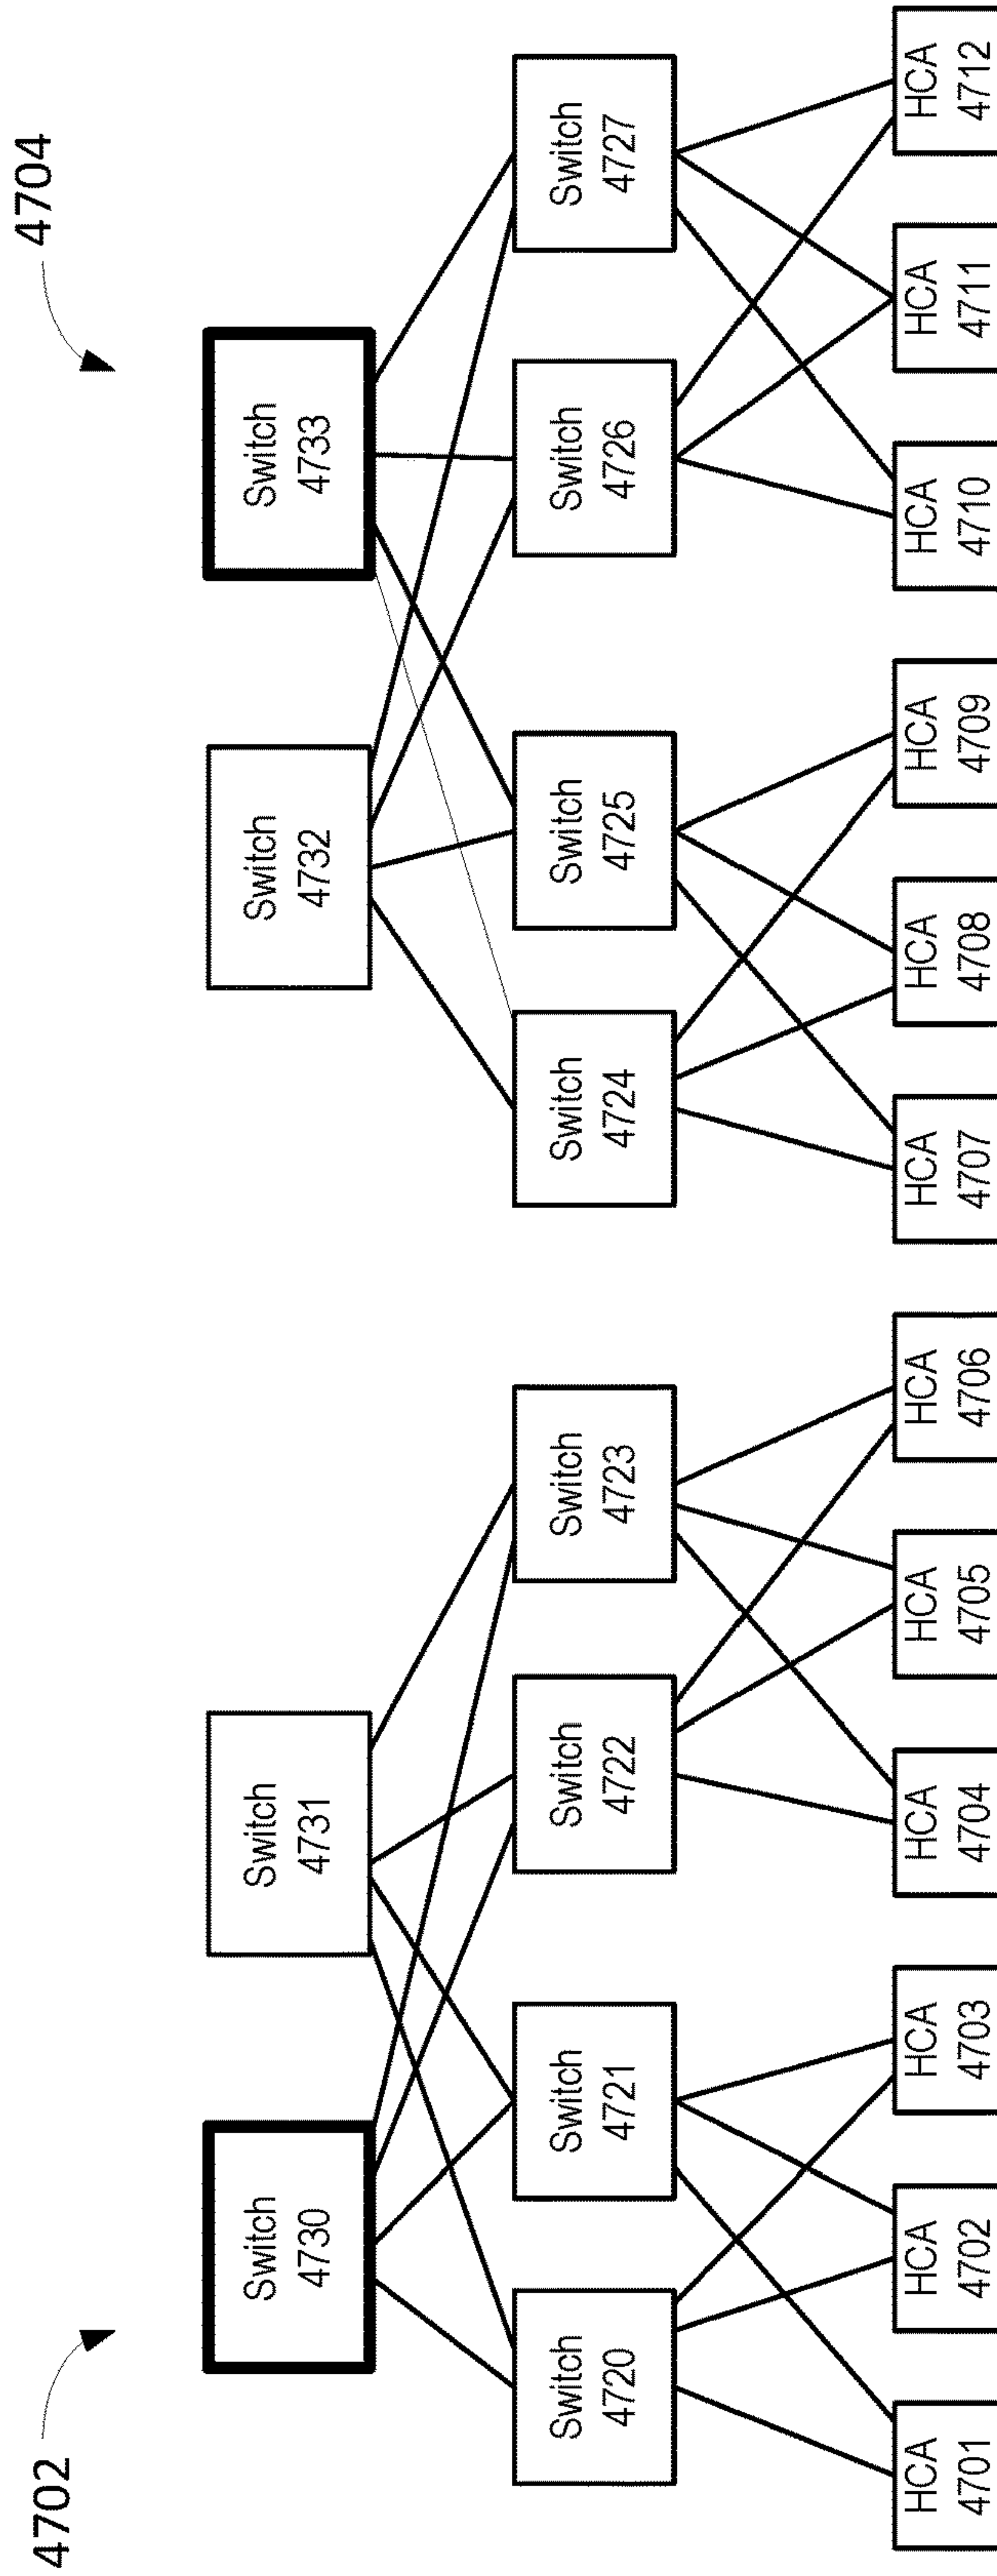 4702
4704
Switch
4730
Switch
4731
Switch
4732
Switch
4733
Switch
4720
Switch
4721
Switch
4722
Switch
4723
Switch
4724
Switch
4725
Switch
4726
Switch
4727
HCA
4701
HCA
4702
HCA
4703
HCA
4704
HCA
4705
HCA
4706
HCA
4707
HCA
4708
HCA
4709
HCA
4710
HCA
4711
HCA
4712